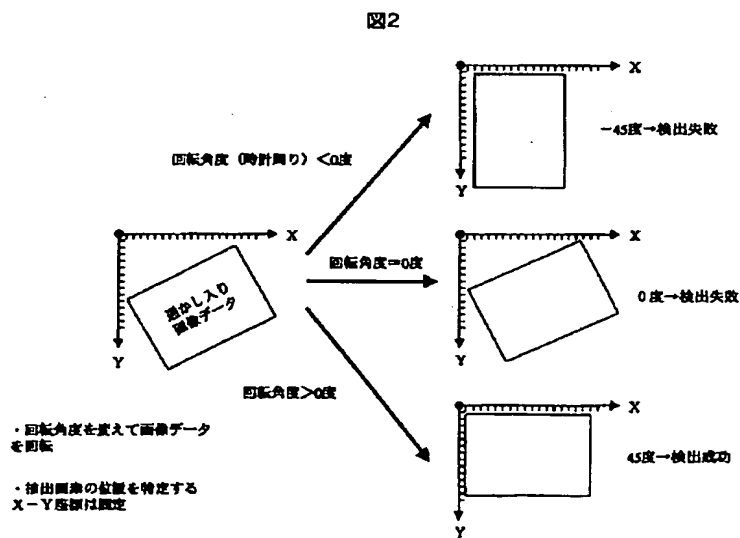 図2
X
Y
−45度→検出失敗
回転角度（時計周り）＜0度
X
Y
透かし入り
画像データ
回転角度＝0度
X
Y
0度→検出失敗
回転角度＞0度
X
Y
45度→検出成功
・回転角度を変えて画像データ
を回転
・検出画素の位置を特定する
X−Y座標は固定